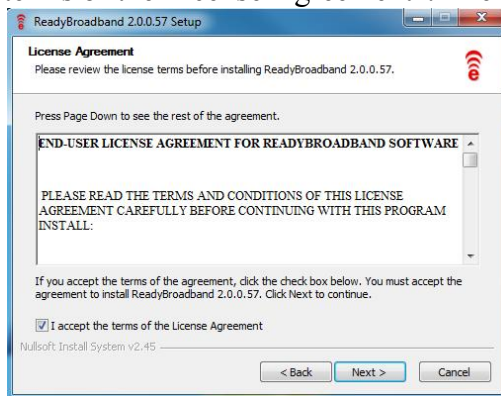 ReadyBroadband 2.0.0.57 Setup
License Agreement
Please review the license terms before installing ReadyBroadband 2.0.0.57.
e
Press Page Down to see the rest of the agreement.
END-USER LICENSE AGREEMENT FOR READYBROADBAND SOFTWARE
PLEASE READ THE TERMS AND CONDITIONS OF THIS LICENSE
AGREEMENT CAREFULLY BEFORE CONTINUING WITH THIS PROGRAM
INSTALL:
If you accept the terms of the agreement, click the check box below. You must accept the
agreement to install ReadyBroadband 2.0.0.57. Click Next to continue.
I accept the terms of the License Agreement
Nullsoft Install System v2.45
< Back Next > Cancel